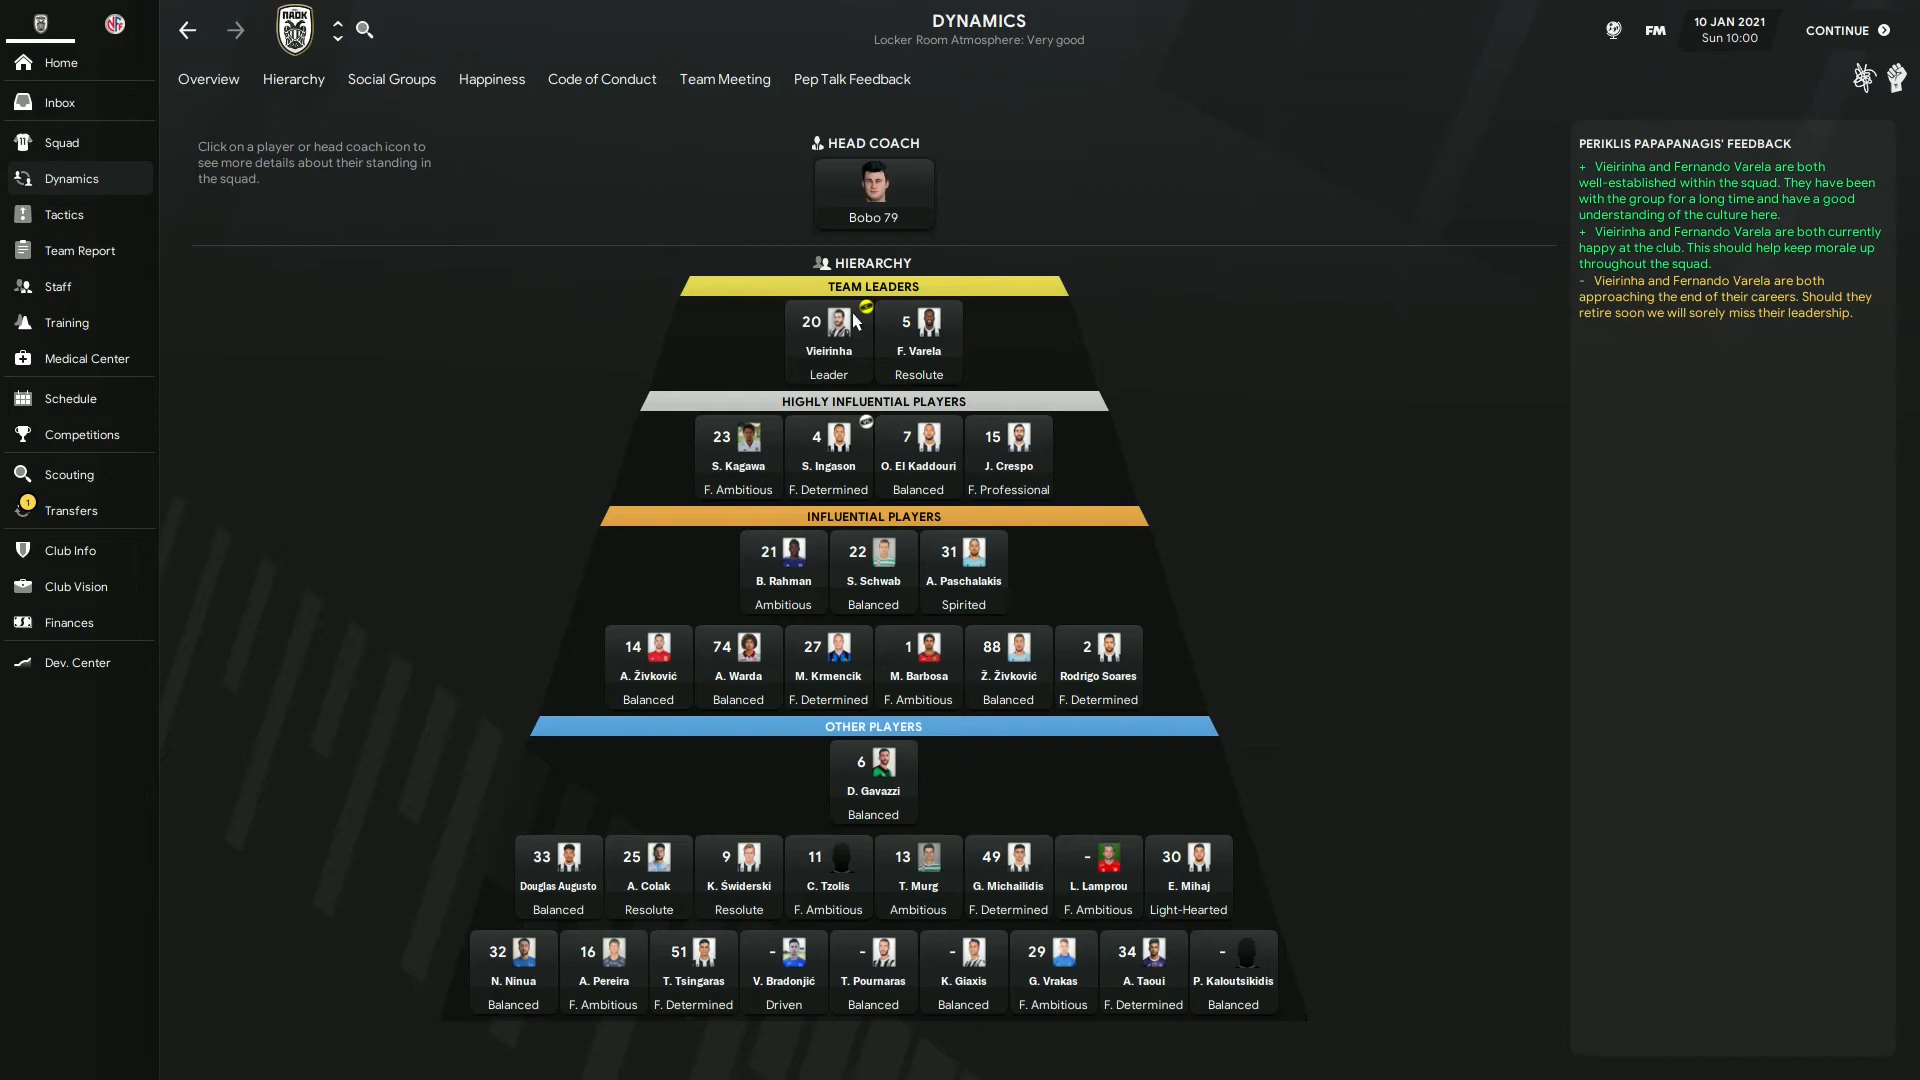 DYNAMICS
Locker Room Atmosphere: Very good
FM
10 JAN 2021
Sun 10:00
CONTINUE
ΠΑΟΚ
Home
Inbox
Squad
Dynamics
Tactics
Team Report
Staff
Training
Medical Center
Schedule
Competitions
Scouting
1
Transfers
Club Info
Club Vision
Finances
Dev. Center
Overview
Hierarchy
Social Groups
Happiness
Code of Conduct
Team Meeting
Pep Talk Feedback
Click on a player or head coach icon to
see more details about their standing in
the squad.
HEAD COACH
Bobo 79
HIERARCHY
TEAM LEADERS
20 5
Vieirinha F. Varela
Leader Resolute
HIGHLY INFLUENTIAL PLAYERS
23 4 7 15
S. Kagawa S. Ingason O. El Kaddouri J. Crespo
F. Ambitious F. Determined Balanced F. Professional
INFLUENTIAL PLAYERS
21 22 31
B. Rahman S. Schwab A. Paschalakis
Ambitious Balanced Spirited
14 74 27 1 88 2
A. Živković A. Warda M. Krmencik M. Barbosa Ž. Živković Rodrigo Soares
Balanced Balanced F. Determined F. Ambitious Balanced F. Determined
OTHER PLAYERS
6
D. Gavazzi
Balanced
33 25 9 11 13 49 - 30
Douglas Augusto A. Colak K. Świderski C. Tzolis T. Murg G. Michailidis L. Lamprou E. Mihaj
Balanced Resolute Resolute F. Ambitious Ambitious F. Determined F. Ambitious Light-Hearted
32 16 51 - - - 29 34 -
N. Ninua A. Pereira T. Tsingaras V. Bradonjić T. Pournaras K. Giaxis G. Vrakas A. Taoui P. Kaloutsikidis
Balanced F. Ambitious F. Determined Driven Balanced Balanced F. Ambitious F. Determined Balanced
PERIKLIS PAPAPANAGIS' FEEDBACK
+ Vieirinha and Fernando Varela are both
well-established within the squad. They have been
with the group for a long time and have a good
understanding of the culture here.
+ Vieirinha and Fernando Varela are both currently
happy at the club. This should help keep morale up
throughout the squad.
- Vieirinha and Fernando Varela are both
approaching the end of their careers. Should they
retire soon we will sorely miss their leadership.